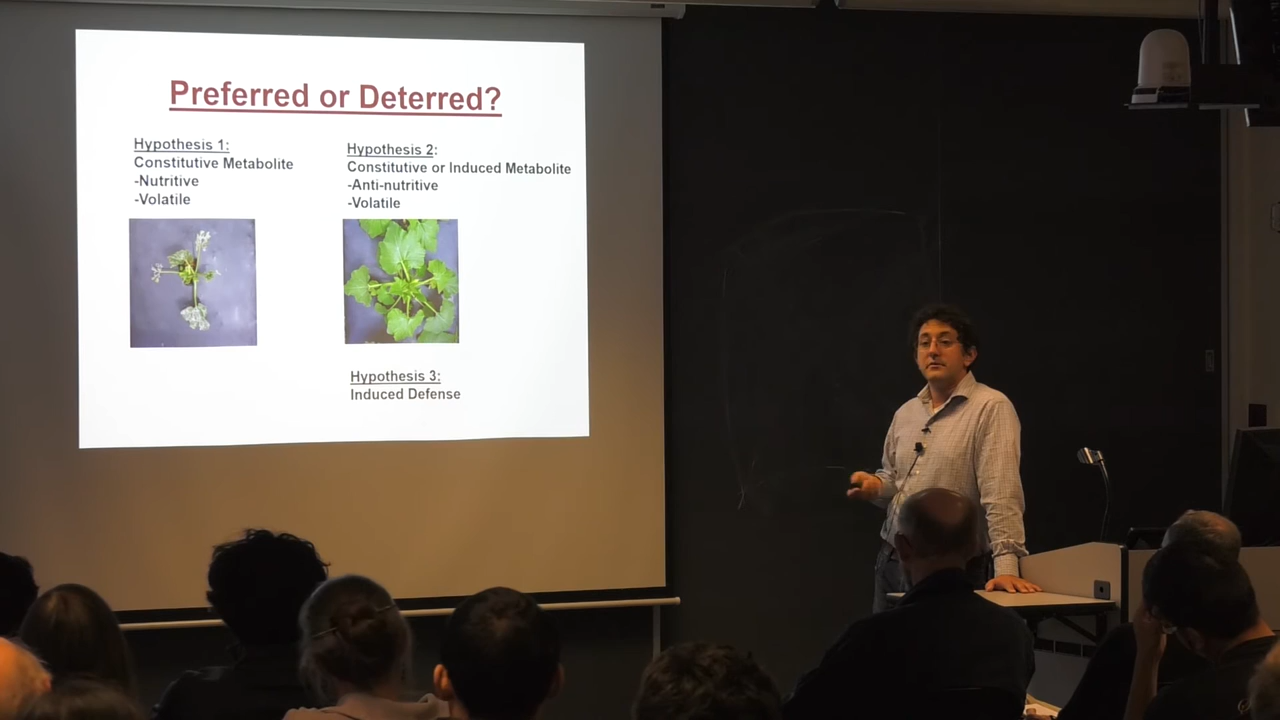 Preferred or Deterred?
Hypothesis 1:
Constitutive Metabolite
-Nutritive
-Volatile
Hypothesis 2:
Constitutive or Induced Metabolite
-Anti-nutritive
-Volatile
Hypothesis 3:
Induced Defense